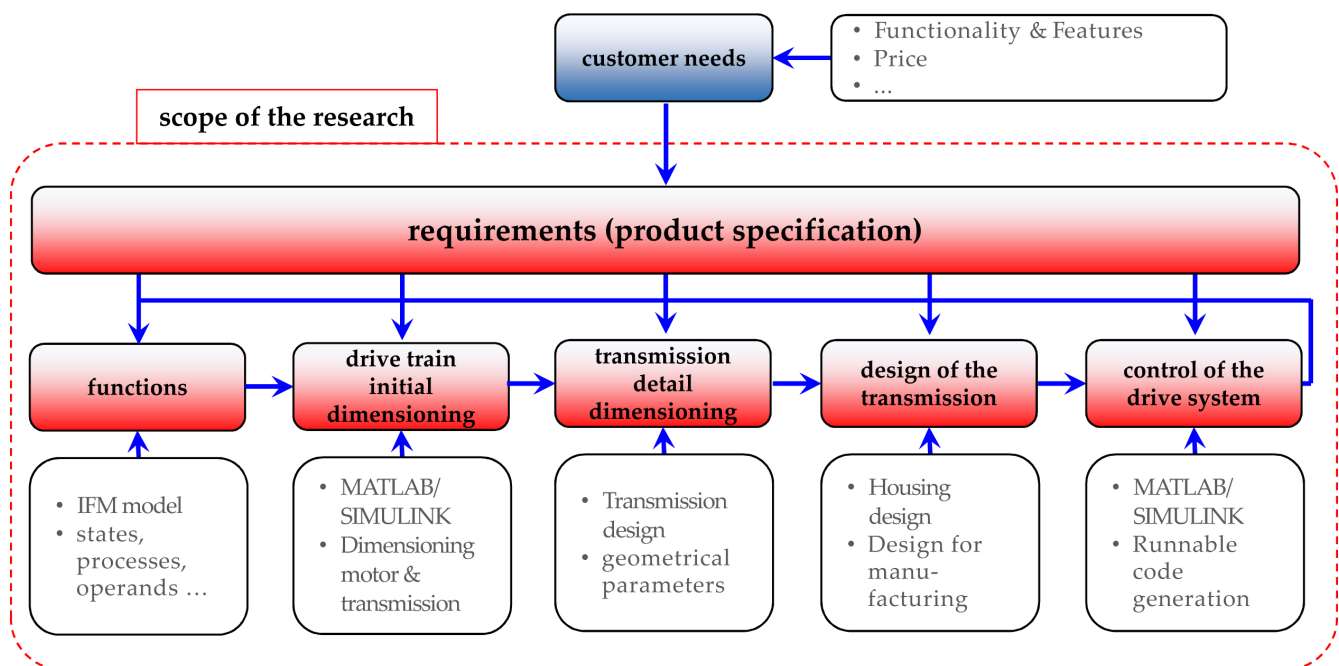 • Functionality & Features
• Price
• ...
customer needs
scope of the research
requirements (product specification)
functions
drive train
initial
dimensioning
transmission
detail
dimensioning
design of the
transmission
control of the
drive system
• IFM model
• states,
processes,
operands …
• MATLAB/
SIMULINK
• Dimensioning
motor &
transmission
• Transmission
design
• geometrical
parameters
• Housing
design
• Design for
manu-
facturing
• MATLAB/
SIMULINK
• Runnable
code
generation